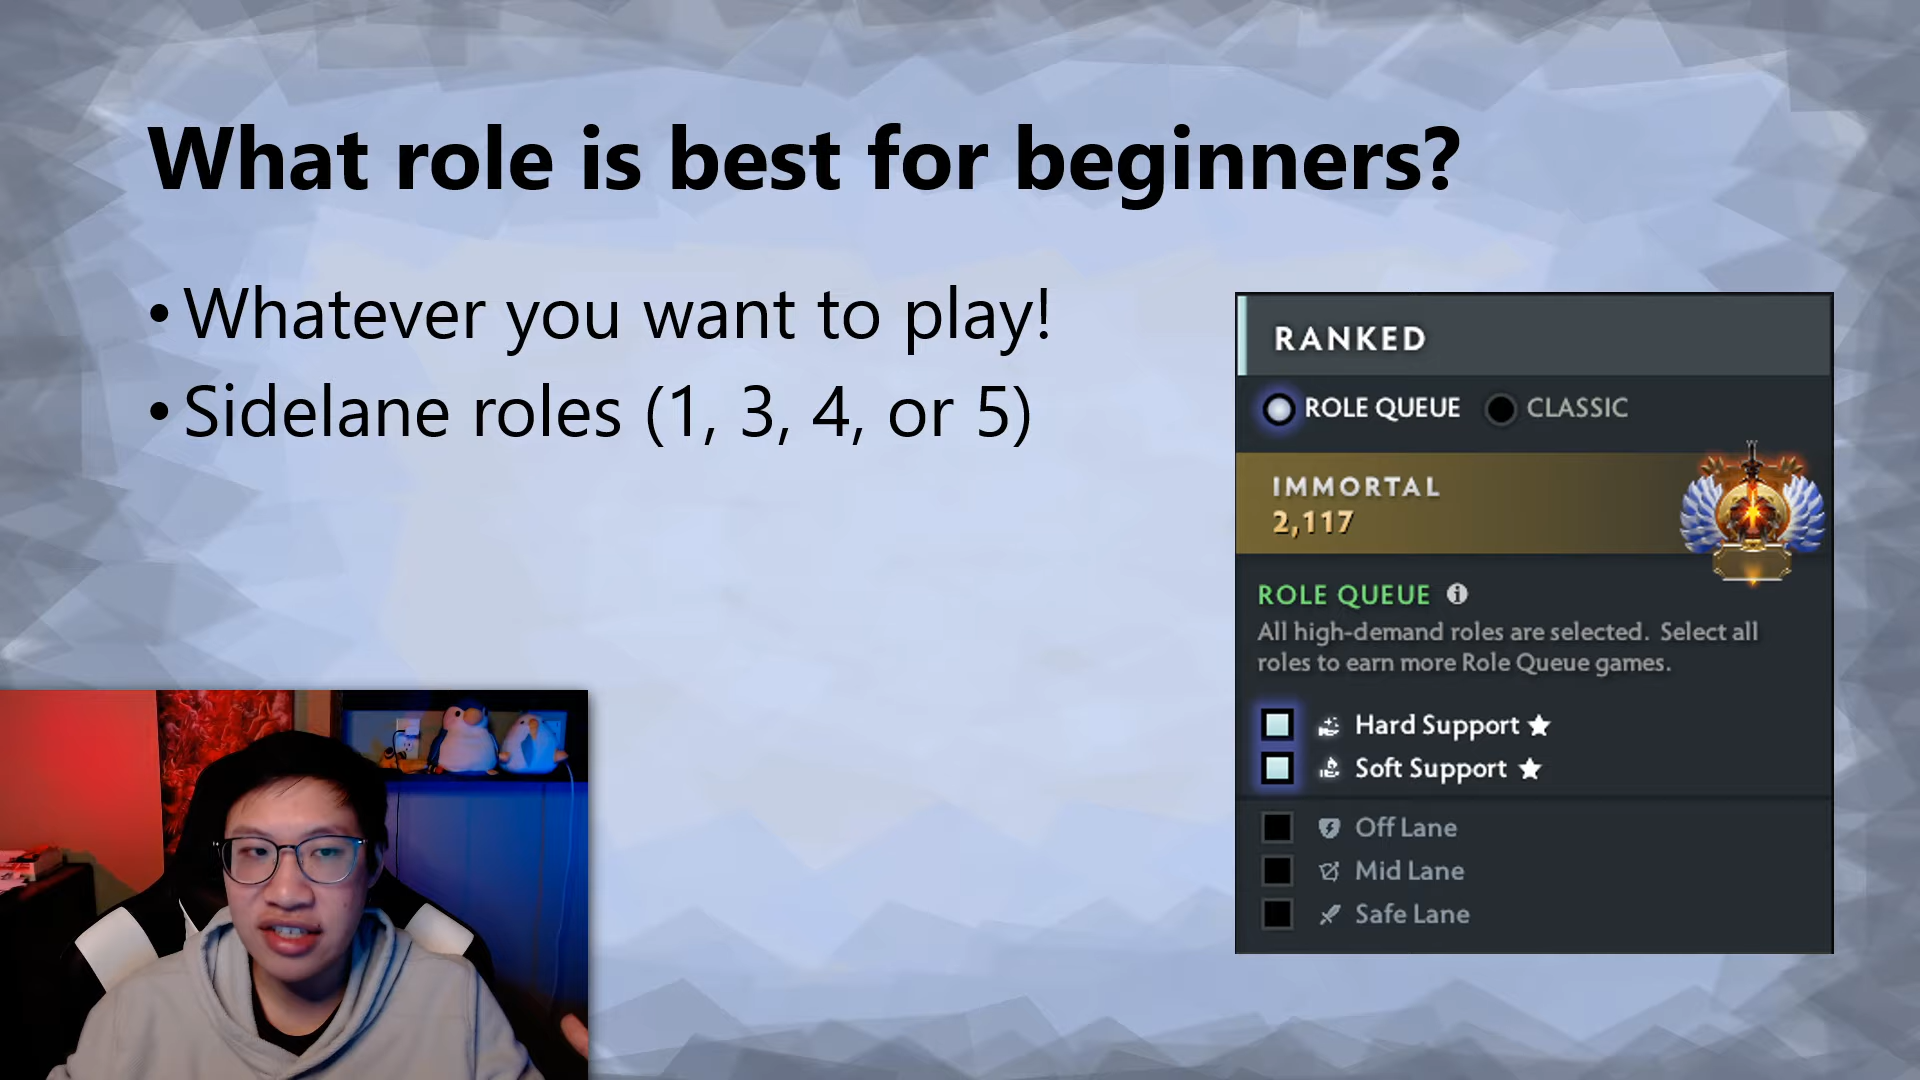 What role is best for beginners?
• Whatever you want to play!
• Sidelane roles (1, 3, 4, or 5)
RANKED
ROLE QUEUE CLASSIC
IMMORTAL
2,117
ROLE QUEUE
All high-demand roles are selected. Select all
roles to earn more Role Queue games.
Hard Support
Soft Support
Off Lane
Mid Lane
Safe Lane